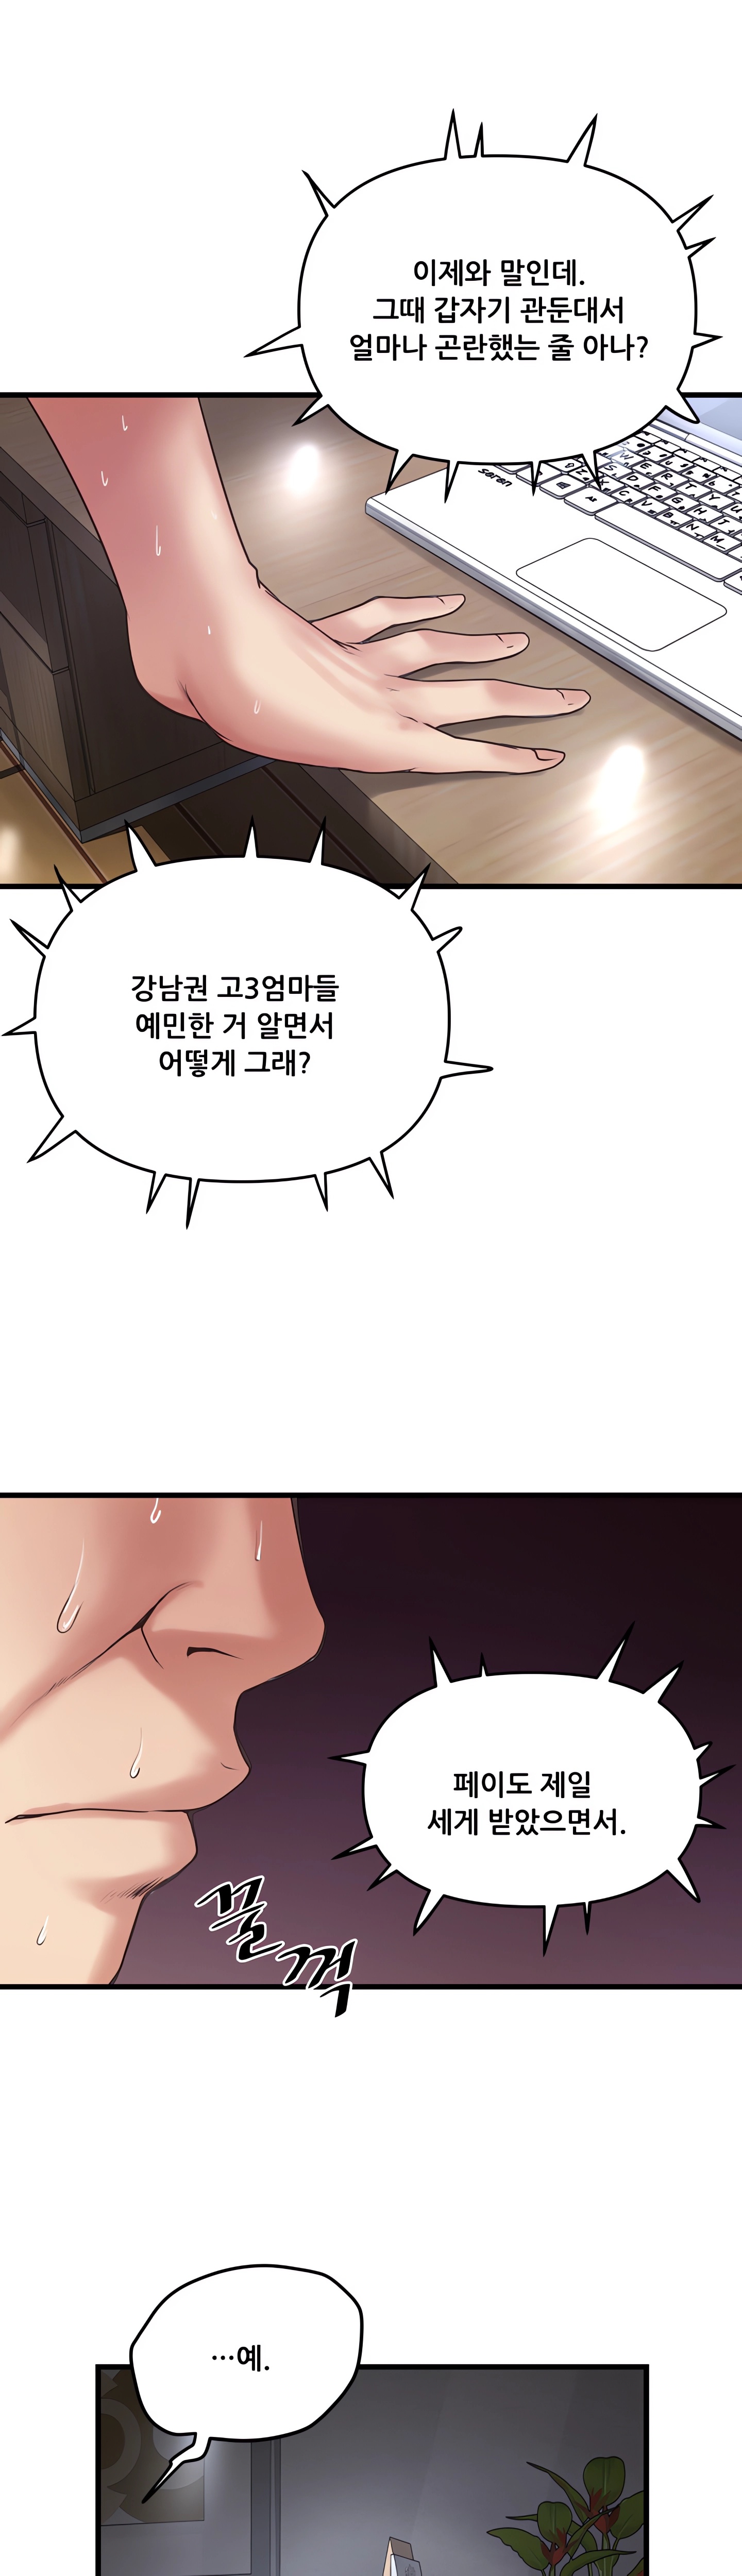 이제와 말인데.
그때 갑자기 관둔대서
얼마나 곤란했는 줄 아나?
seren
강남권 고3엄마들
예민한 거 알면서
어떻게 그래?
페이도 제일
세게 받았으면서.
꿀꺽
…예.